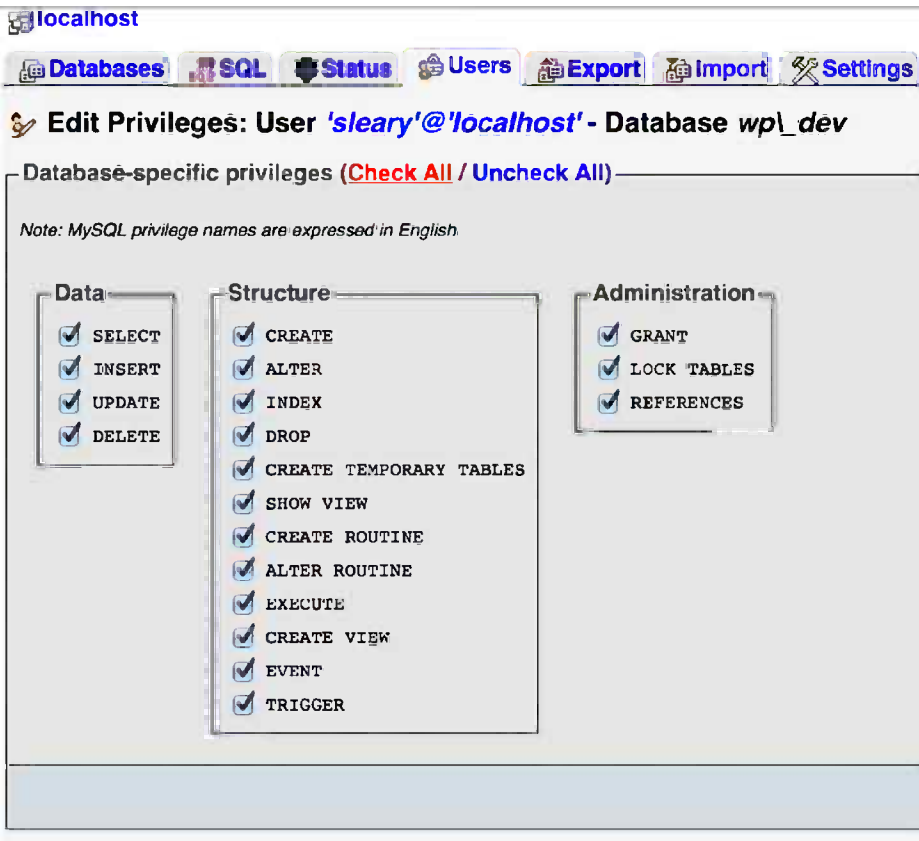 localhost
Databases SQL Status Users Export Import Settings
Edit Privileges: User 'sleary'@'localhost' - Database wp\_dev
Database-specific privileges (Check All / Uncheck All)
Note: MySQL privilege names are expressed in English
Data
SELECT
INSERT
UPDATE
DELETE
Structure
CREATE
ALTER
INDEX
DROP
CREATE TEMPORARY TABLES
SHOW VIEW
CREATE ROUTINE
ALTER ROUTINE
EXECUTE
CREATE VIEW
EVENT
TRIGGER
Administration
GRANT
LOCK TABLES
REFERENCES